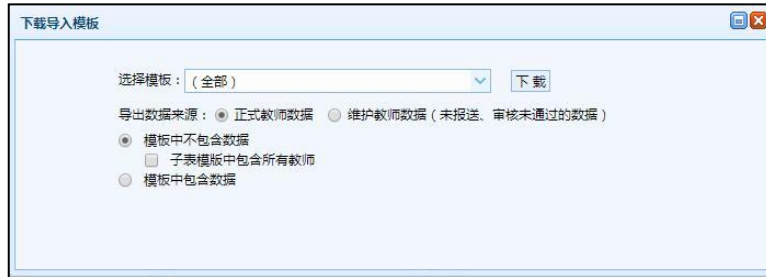 下载导入模板
选择模板：（全部） 下 载
导出数据来源： 正式教师数据 维护教师数据（未报送、审核未通过的数据）
模板中不包含数据
子表模版中包含所有教师
模板中包含数据